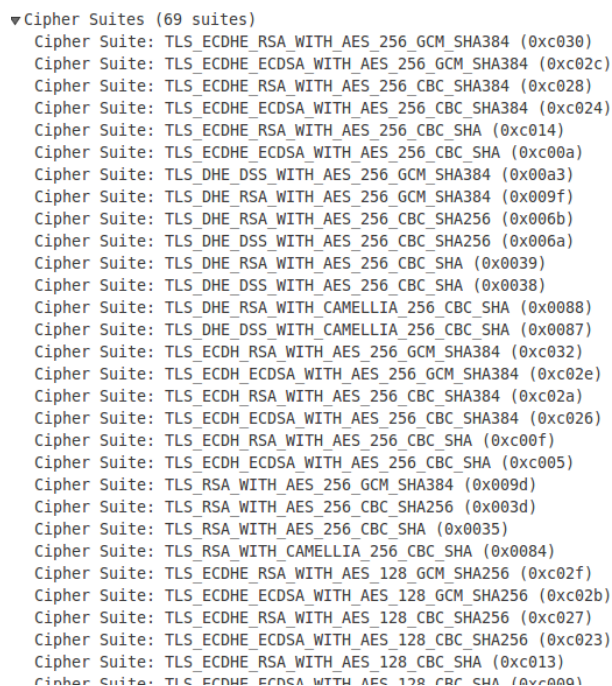 Cipher Suites (69 suites)
Cipher Suite: TLS_ECDHE_RSA_WITH_AES_256_GCM_SHA384 (0xc030)
Cipher Suite: TLS_ECDHE_ECDSA_WITH_AES_256_GCM_SHA384 (0xc02c)
Cipher Suite: TLS_ECDHE_RSA_WITH_AES_256_CBC_SHA384 (0xc028)
Cipher Suite: TLS_ECDHE_ECDSA_WITH_AES_256_CBC_SHA384 (0xc024)
Cipher Suite: TLS_ECDHE_RSA_WITH_AES_256_CBC_SHA (0xc014)
Cipher Suite: TLS_ECDHE_ECDSA_WITH_AES_256_CBC_SHA (0xc00a)
Cipher Suite: TLS_DHE_DSS_WITH_AES_256_GCM_SHA384 (0x00a3)
Cipher Suite: TLS_DHE_RSA_WITH_AES_256_GCM_SHA384 (0x009f)
Cipher Suite: TLS_DHE_RSA_WITH_AES_256_CBC_SHA256 (0x006b)
Cipher Suite: TLS_DHE_DSS_WITH_AES_256_CBC_SHA256 (0x006a)
Cipher Suite: TLS_DHE_RSA_WITH_AES_256_CBC_SHA (0x0039)
Cipher Suite: TLS_DHE_DSS_WITH_AES_256_CBC_SHA (0x0038)
Cipher Suite: TLS_DHE_RSA_WITH_CAMELLIA_256_CBC_SHA (0x0088)
Cipher Suite: TLS_DHE_DSS_WITH_CAMELLIA_256_CBC_SHA (0x0087)
Cipher Suite: TLS_ECDH_RSA_WITH_AES_256_GCM_SHA384 (0xc032)
Cipher Suite: TLS_ECDH_ECDSA_WITH_AES_256_GCM_SHA384 (0xc02e)
Cipher Suite: TLS_ECDH_RSA_WITH_AES_256_CBC_SHA384 (0xc02a)
Cipher Suite: TLS_ECDH_ECDSA_WITH_AES_256_CBC_SHA384 (0xc026)
Cipher Suite: TLS_ECDH_RSA_WITH_AES_256_CBC_SHA (0xc00f)
Cipher Suite: TLS_ECDH_ECDSA_WITH_AES_256_CBC_SHA (0xc005)
Cipher Suite: TLS_RSA_WITH_AES_256_GCM_SHA384 (0x009d)
Cipher Suite: TLS_RSA_WITH_AES_256_CBC_SHA256 (0x003d)
Cipher Suite: TLS_RSA_WITH_AES_256_CBC_SHA (0x0035)
Cipher Suite: TLS_RSA_WITH_CAMELLIA_256_CBC_SHA (0x0084)
Cipher Suite: TLS_ECDHE_RSA_WITH_AES_128_GCM_SHA256 (0xc02f)
Cipher Suite: TLS_ECDHE_ECDSA_WITH_AES_128_GCM_SHA256 (0xc02b)
Cipher Suite: TLS_ECDHE_RSA_WITH_AES_128_CBC_SHA256 (0xc027)
Cipher Suite: TLS_ECDHE_ECDSA_WITH_AES_128_CBC_SHA256 (0xc023)
Cipher Suite: TLS_ECDHE_RSA_WITH_AES_128_CBC_SHA (0xc013)
Cipher Suite: TLS_ECDHE_ECDSA_WITH_AES_128_CBC_SHA (0xc009)